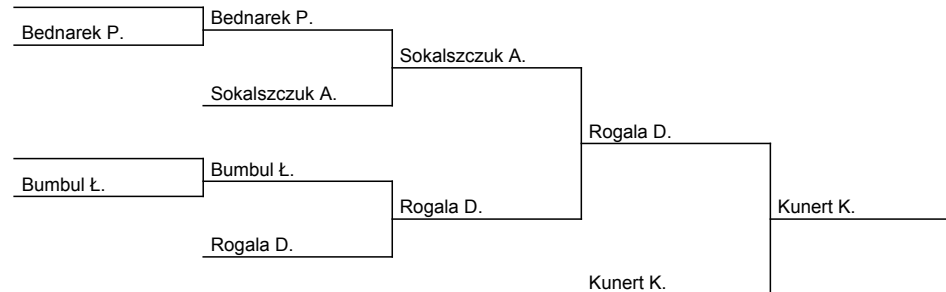 Bednarek P.
Bednarek P.
Sokalszczuk A.
Sokalszczuk A.
Rogala D.
Bumbul Ł.
Bumbul Ł.
Rogala D.
Kunert K.
Rogala D.
Kunert K.